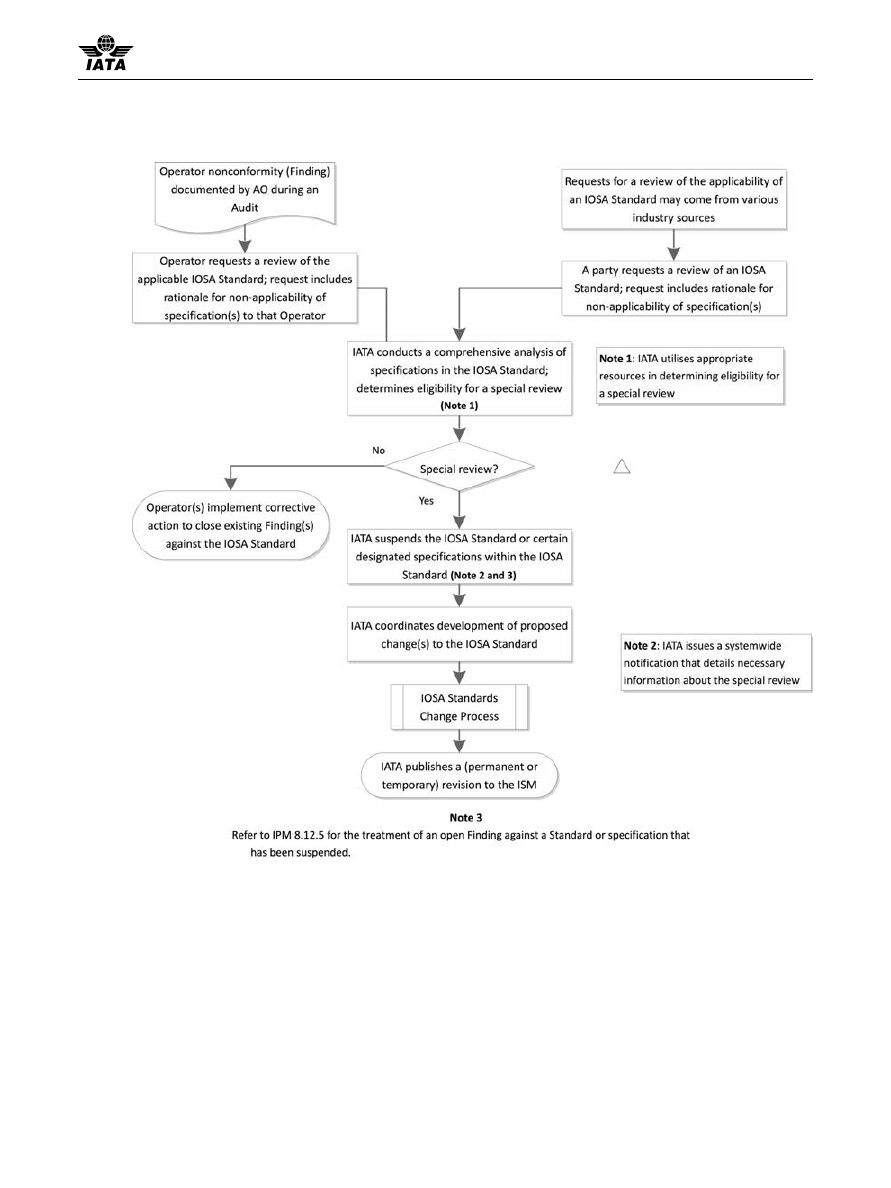 IATA
Operator nonconformity (Finding)
documented by AO during an
Audit
Requests for a review of the applicability of
an IOSA Standard may come from various
industry sources
Operator requests a review of the
applicable IOSA Standard; request includes
rationale for non-applicability of
specification(s) to that Operator
A party requests a review of an IOSA
Standard; request includes rationale for
non-applicability of specification(s)
IATA conducts a comprehensive analysis of
specifications in the IOSA Standard;
determines eligibility for a special review
(Note 1)
Note 1: IATA utilises appropriate
resources in determining eligibility for
a special review
No
Special review?
Yes
Operator(s) implement corrective
action to close existing Finding(s)
against the IOSA Standard
IATA suspends the IOSA Standard or certain
designated specifications within the IOSA
Standard (Note 2 and 3)
IATA coordinates development of proposed
change(s) to the IOSA Standard
Note 2: IATA issues a systemwide
notification that details necessary
information about the special review
IOSA Standards
Change Process
IATA publishes a (permanent or
temporary) revision to the ISM
Note 3
Refer to IPM 8.12.5 for the treatment of an open Finding against a Standard or specification that
has been suspended.